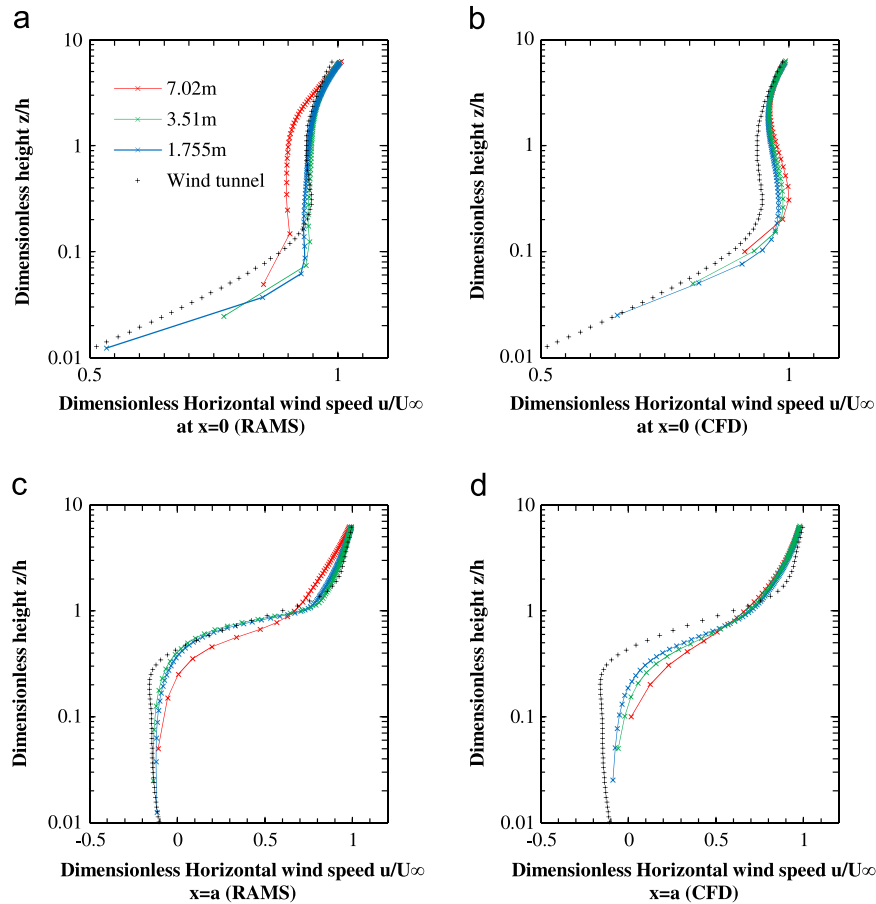 a
10
7.02m
3.51m
1.755m
Wind tunnel
1
0.1
0.01
0.5
1
Dimensionless height z/h
Dimensionless Horizontal wind speed u/U∞
at x=0 (RAMS)
b
10
1
0.1
0.01
0.5
1
Dimensionless height z/h
Dimensionless Horizontal wind speed u/U∞
at x=0 (CFD)
c
10
1
0.1
0.01
-0.5
0
0.5
1
Dimensionless height z/h
Dimensionless Horizontal wind speed u/U∞
x=a (RAMS)
d
10
1
0.1
0.01
-0.5
0
0.5
1
Dimensionless height z/h
Dimensionless Horizontal wind speed u/U∞
x=a (CFD)